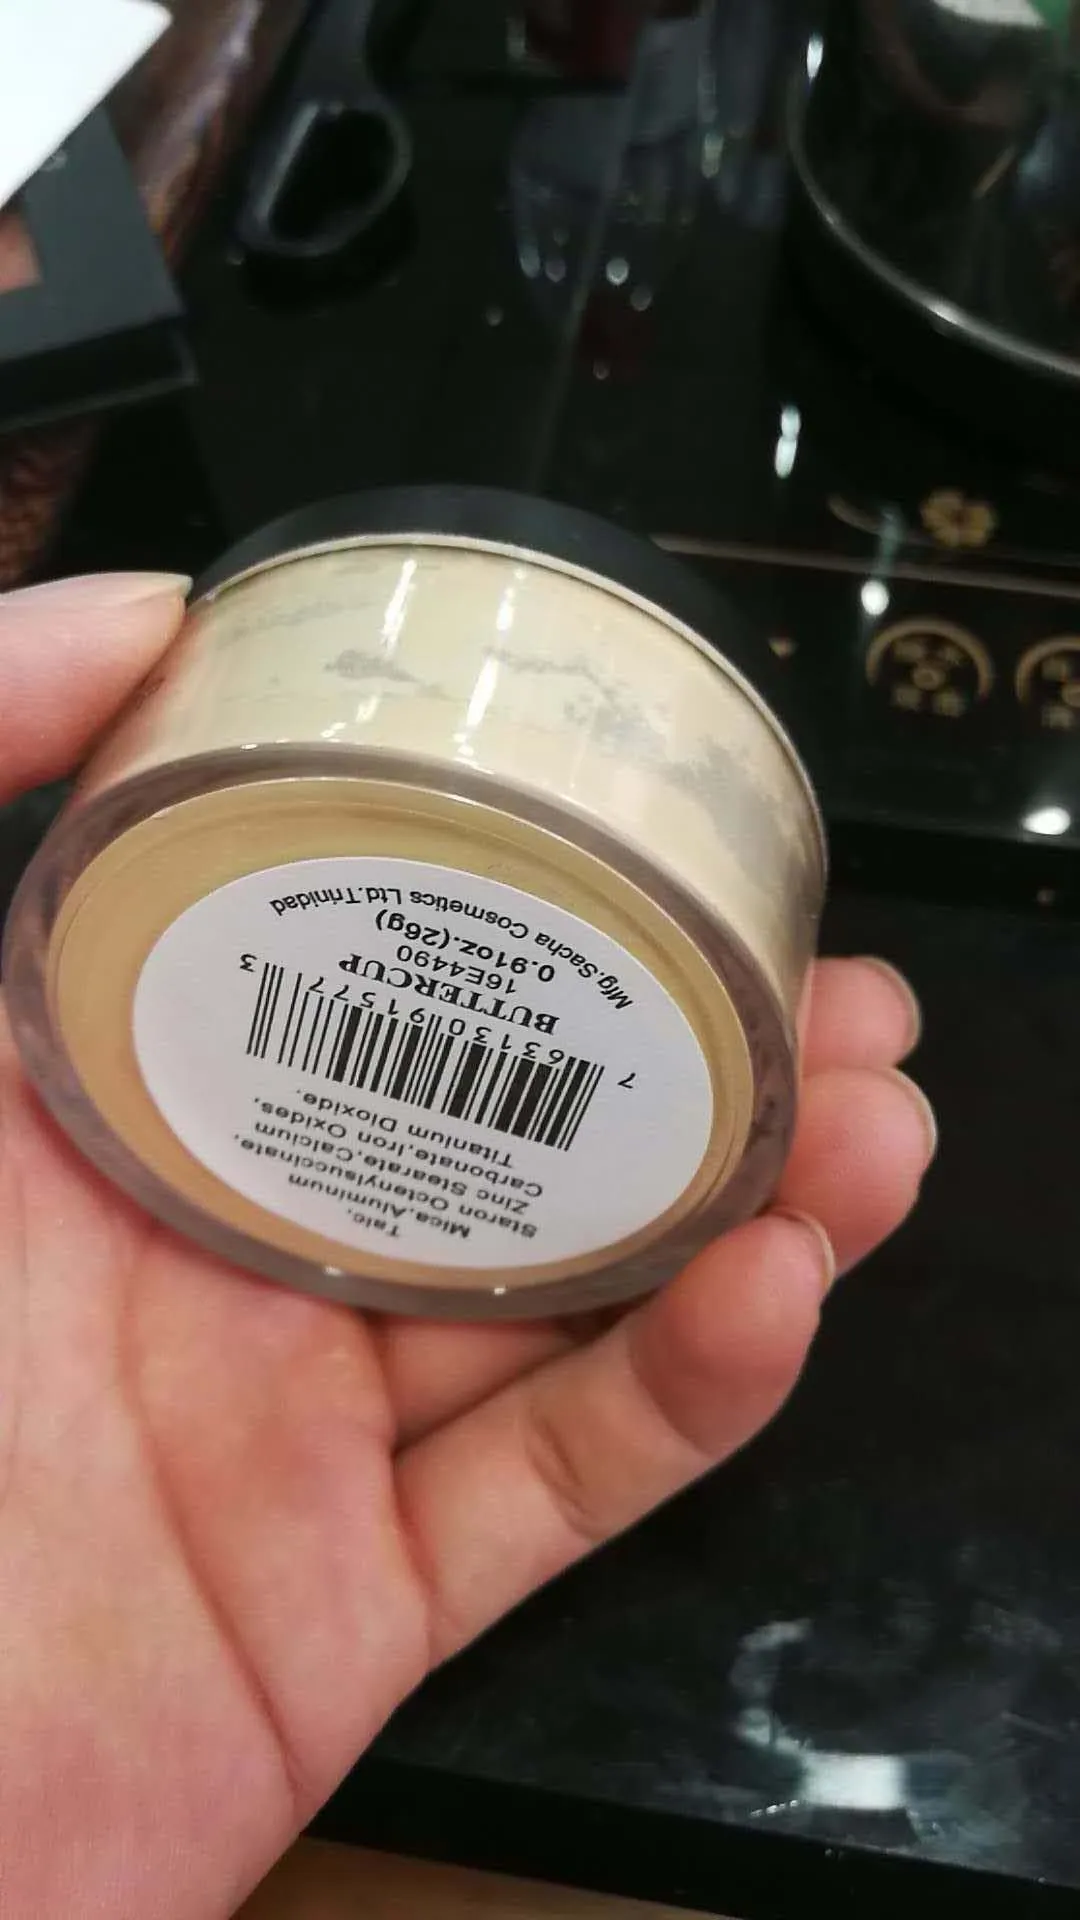 Talc,
Mica,Aluminum
Staron Octenylsuccinate
Zinc Stearate,Calcium
Carbonate,Iron Oxides,
Titanium Dioxide.
7 63130 91577 3
BUTTERCUP
16E4490
0.91oz.(26g)
Mfg.Sacha Cosmetics Ltd.Trinidad